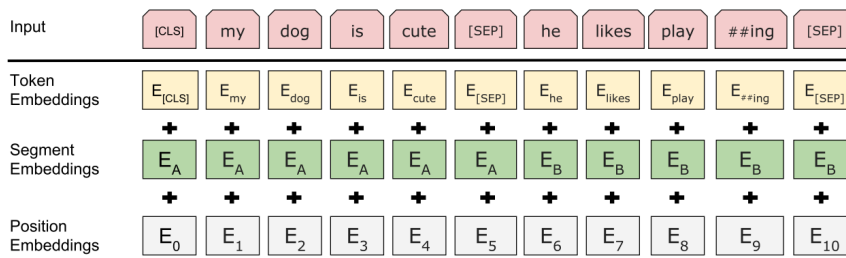 Input [CLS] my dog is cute [SEP] he likes play ##ing [SEP]
Token
Embeddings E[CLS] Emy Edog Eis Ecute E[SEP] Ehe Elikes Eplay E##ing E[SEP]
+ + + + + + + + + + +
Segment
Embeddings EA EA EA EA EA EA EB EB EB EB EB
+ + + + + + + + + + +
Position
Embeddings E0 E1 E2 E3 E4 E5 E6 E7 E8 E9 E10